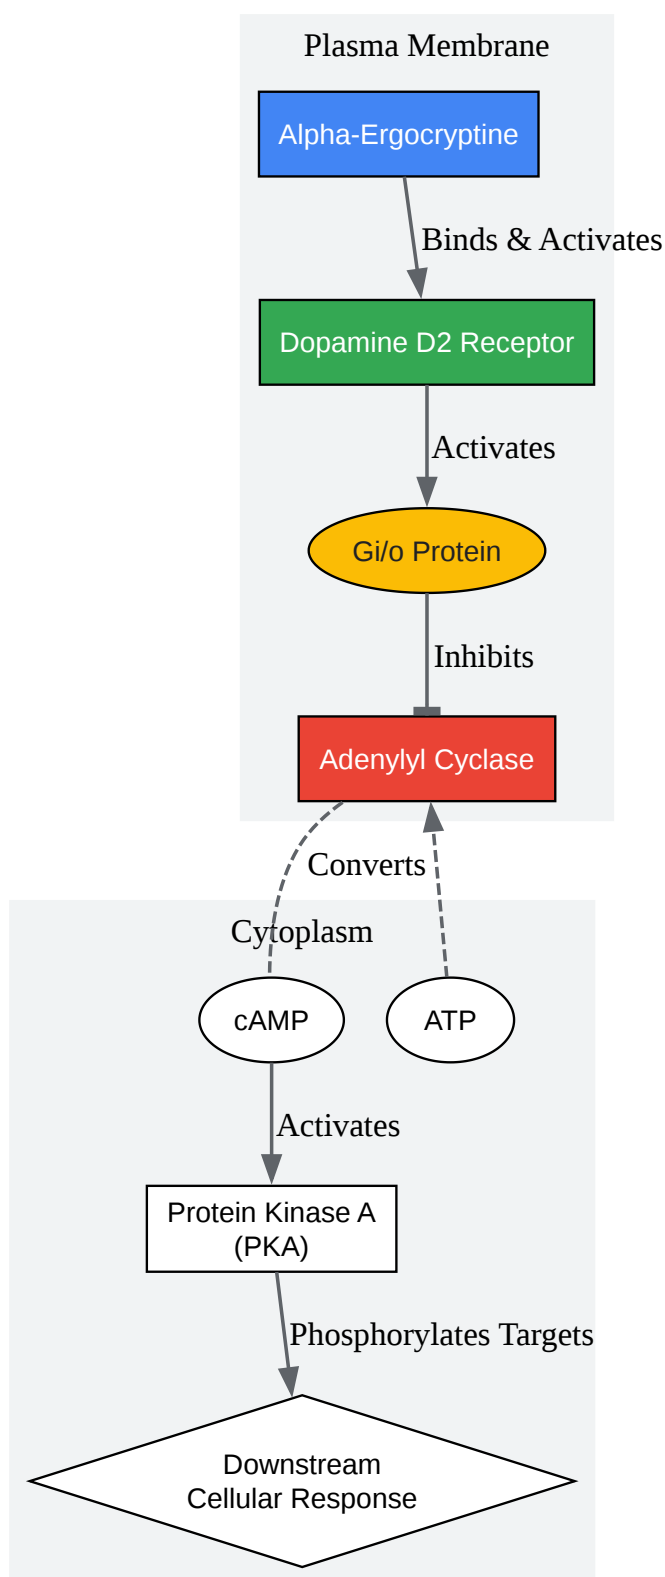 Plasma Membrane
Alpha-Ergocryptine
Binds & Activates
Dopamine D2 Receptor
Activates
Gi/o Protein
Inhibits
Adenylyl Cyclase
Converts
Cytoplasm
cAMP
ATP
Activates
Protein Kinase A
(PKA)
Phosphorylates Targets
Downstream
Cellular Response